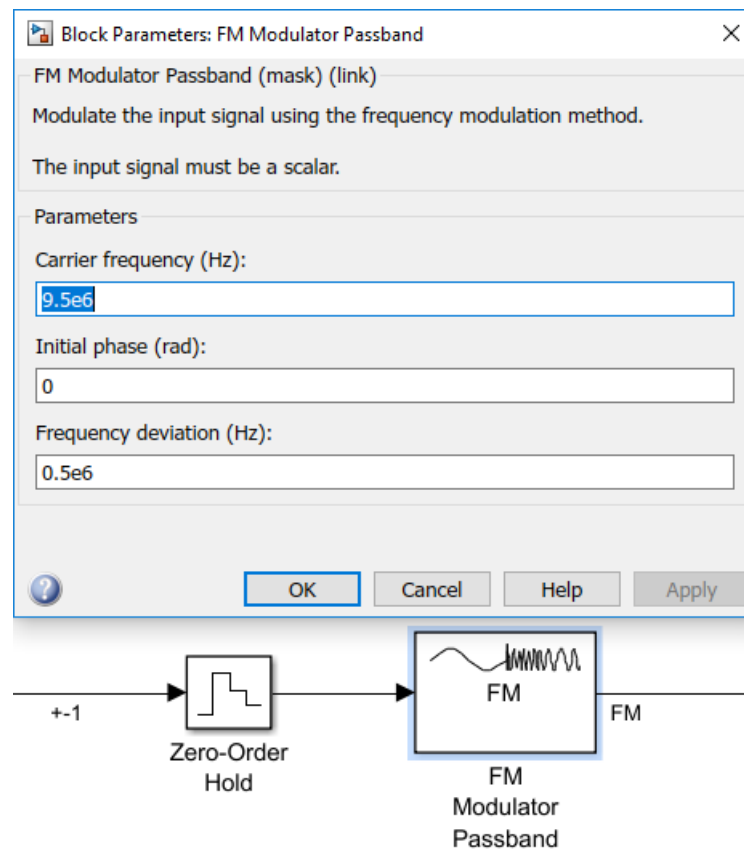 Block Parameters: FM Modulator Passband
FM Modulator Passband (mask) (link)
Modulate the input signal using the frequency modulation method.
The input signal must be a scalar.
Parameters
Carrier frequency (Hz):
9.5e6
Initial phase (rad):
0
Frequency deviation (Hz):
0.5e6
OK Cancel Help Apply
FM
+-1
FM
Zero-Order
Hold
FM
Modulator
Passband